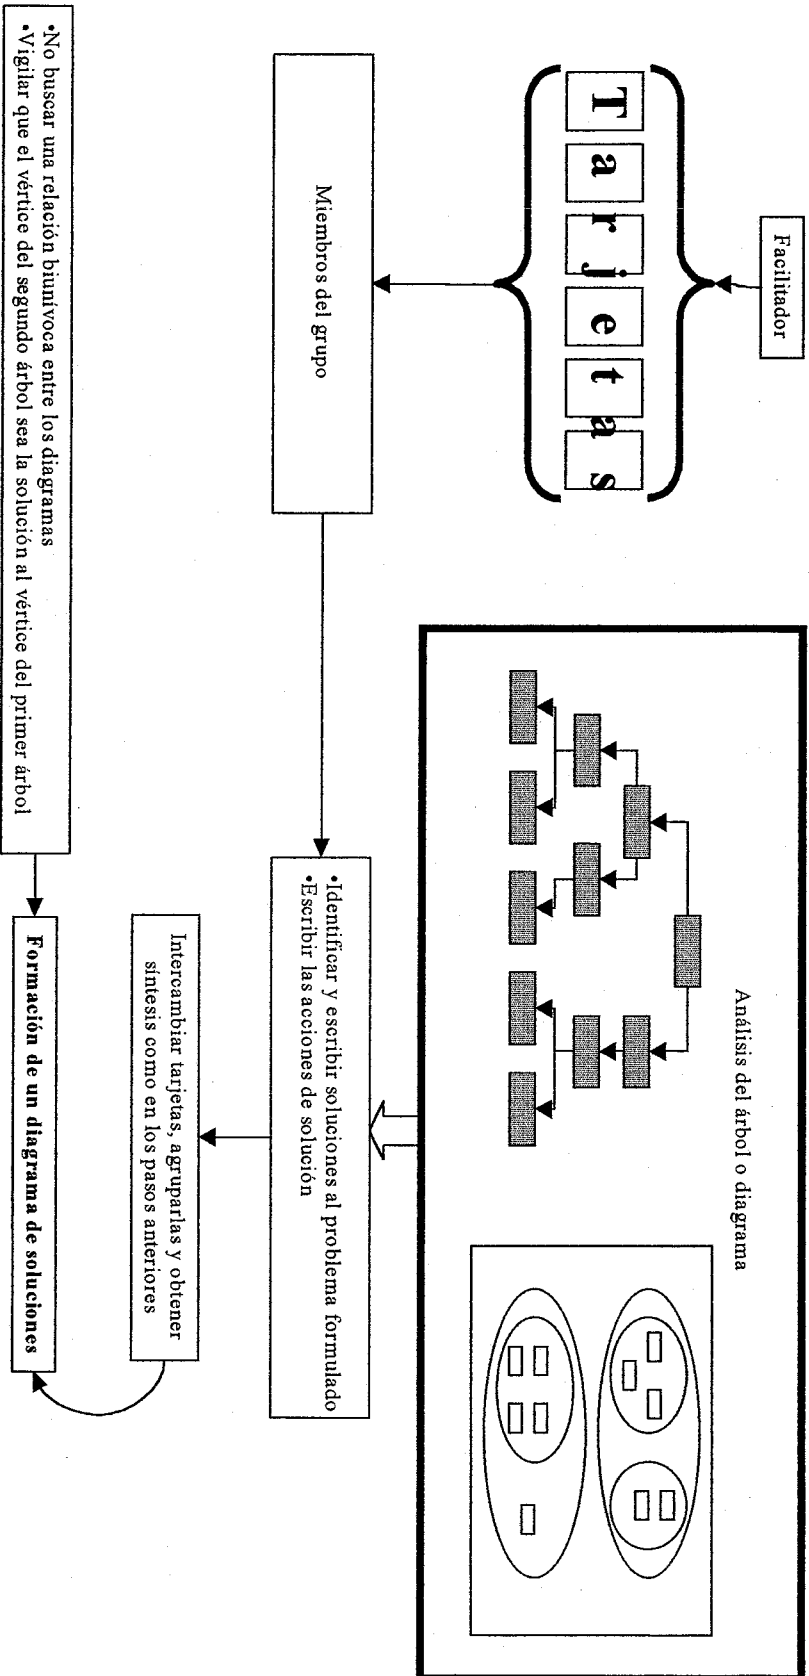 Facilitador
Tarjetas
Miembros del grupo
Análisis del árbol o diagrama
•Identificar y escribir soluciones al problema formulado
•Escribir las acciones de solución
Intercambiar tarjetas, agruparlas y obtener
síntesis como en los pasos anteriores
•No buscar una relación biunívoca entre los diagramas
•Vigilar que el vértice del segundo árbol sea la solución al vértice del primer árbol
Formación de un diagrama de soluciones